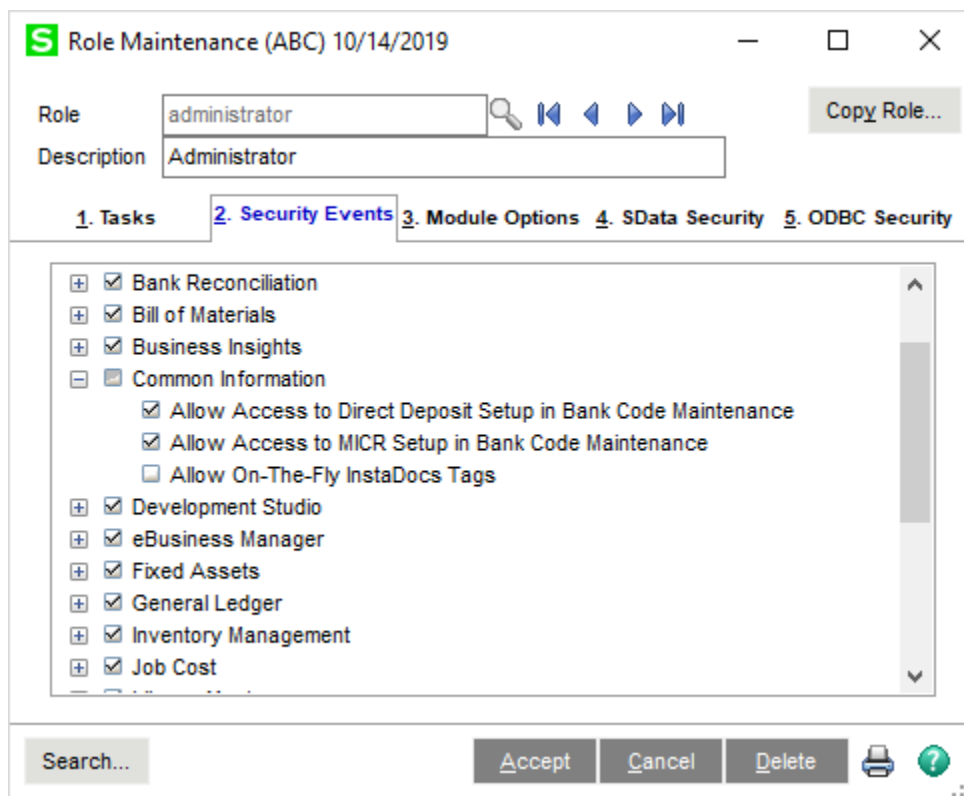 S Role Maintenance (ABC) 10/14/2019
Role administrator Copy Role...
Description Administrator
1. Tasks 2. Security Events 3. Module Options 4. SData Security 5. ODBC Security
Bank Reconciliation
Bill of Materials
Business Insights
Common Information
Allow Access to Direct Deposit Setup in Bank Code Maintenance
Allow Access to MICR Setup in Bank Code Maintenance
Allow On-The-Fly InstaDocs Tags
Development Studio
eBusiness Manager
Fixed Assets
General Ledger
Inventory Management
Job Cost
Search... Accept Cancel Delete ?